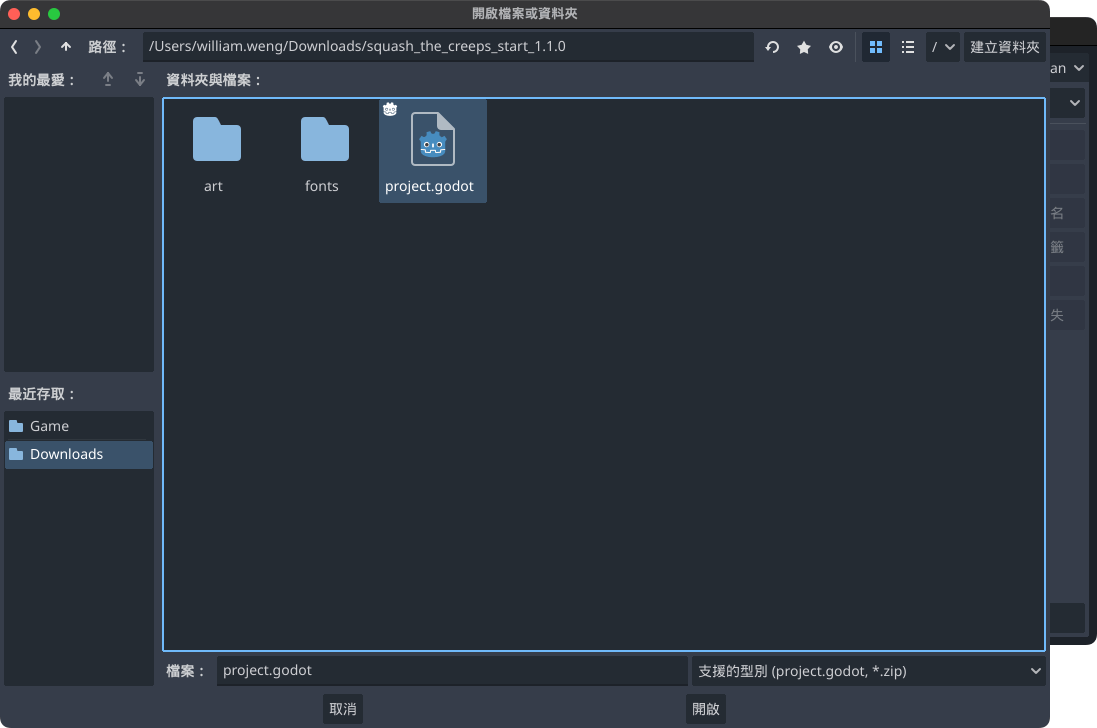 開啟檔案或資料夾
路徑： /Users/william.weng/Downloads/squash_the_creeps_start_1.1.0 / 建立資料夾
an
我的最愛： 資料夾與檔案：
art fonts project.godot
名
籤
失
最近存取：
Game
Downloads
檔案： project.godot 支援的型別 (project.godot, *.zip)
取消 開啟